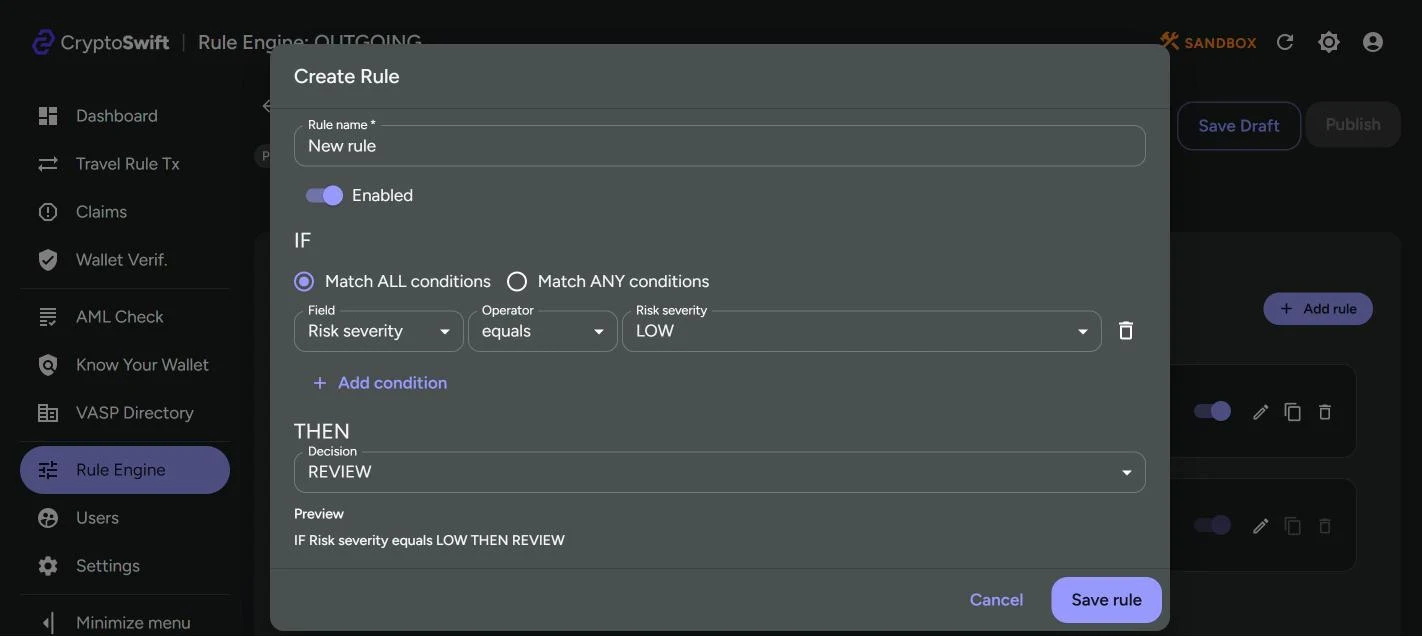 CryptoSwift | Rule Engine: OUTGOING
SANDBOX
Dashboard
Travel Rule Tx
Claims
Wallet Verif.
AML Check
Know Your Wallet
VASP Directory
Rule Engine
Users
Settings
Minimize menu
Save Draft
Publish
+ Add rule
Create Rule
Rule name *
New rule
Enabled
IF
Match ALL conditions Match ANY conditions
Field Operator Risk severity
Risk severity equals LOW
+ Add condition
THEN
Decision
REVIEW
Preview
IF Risk severity equals LOW THEN REVIEW
Cancel Save rule